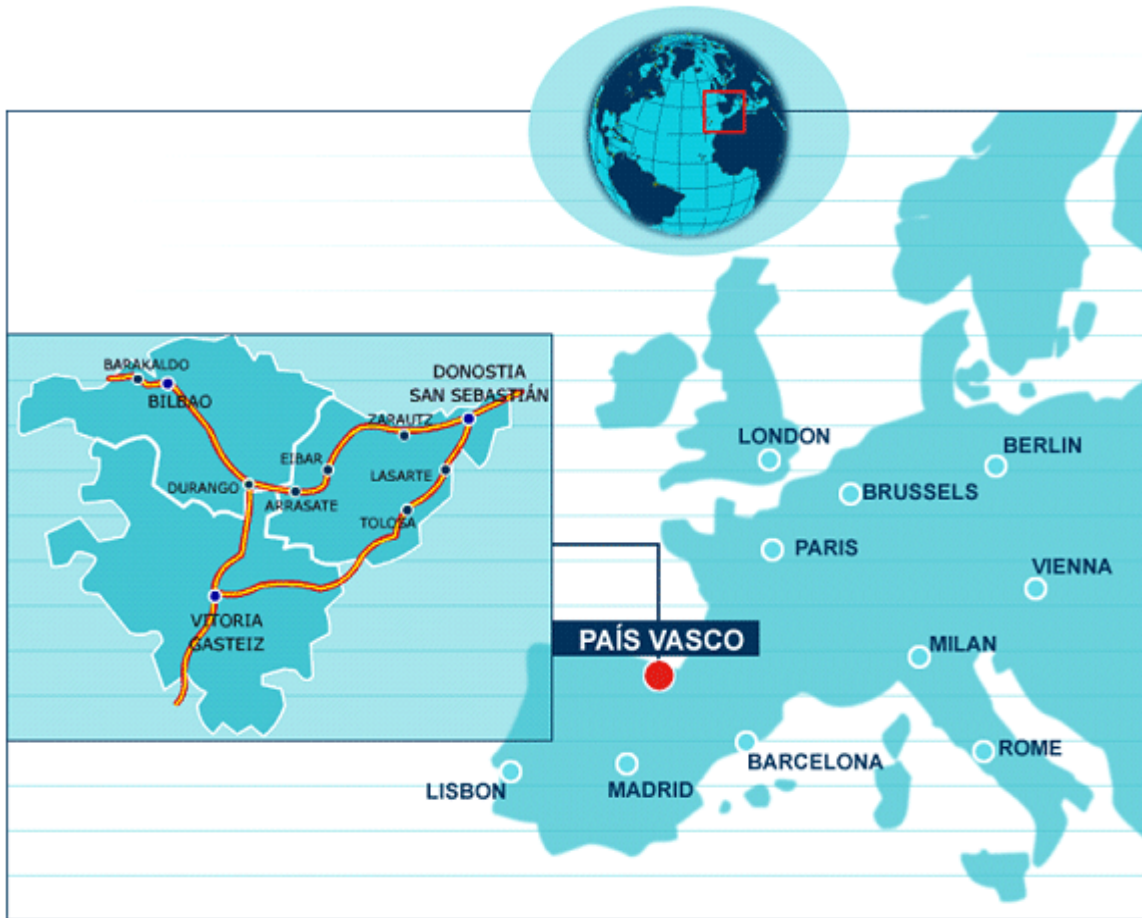 BARAKALDO
BILBAO
DONOSTIA
SAN SEBASTIÁN
ZARAUTZ
EIBAR
LASARTE
DURANGO
ARRASATE
TOLOSA
VITORIA
GASTEIZ
LONDON
BERLIN
BRUSSELS
PARIS
VIENNA
PAÍS VASCO
MILAN
ROME
BARCELONA
MADRID
LISBON